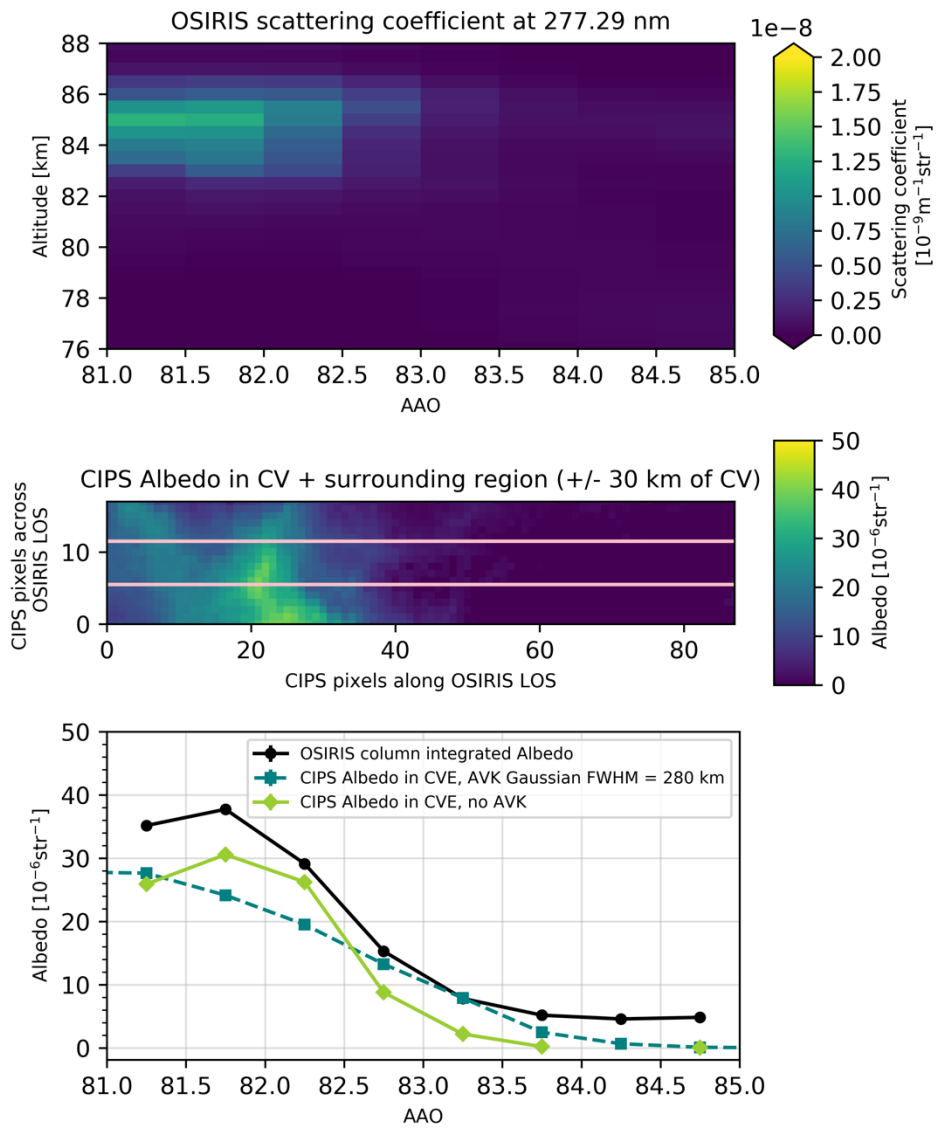 OSIRIS scattering coefficient at 277.29 nm
1e−8
88
86
84
82
80
78
76
Altitude [km]
81.0 81.5 82.0 82.5 83.0 83.5 84.0 84.5 85.0
AAO
2.00
1.75
1.50
1.25
1.00
0.75
0.50
0.25
0.00
Scattering coefficient
[10⁻⁹m⁻¹str⁻¹]
CIPS Albedo in CV + surrounding region (+/- 30 km of CV)
10
0
CIPS pixels across
OSIRIS LOS
0 20 40 60 80
CIPS pixels along OSIRIS LOS
50
40
30
20
10
0
Albedo [10⁻⁶str⁻¹]
50
40
30
20
10
0
Albedo [10⁻⁶str⁻¹]
OSIRIS column integrated Albedo
CIPS Albedo in CVE, AVK Gaussian FWHM = 280 km
CIPS Albedo in CVE, no AVK
81.0 81.5 82.0 82.5 83.0 83.5 84.0 84.5 85.0
AAO